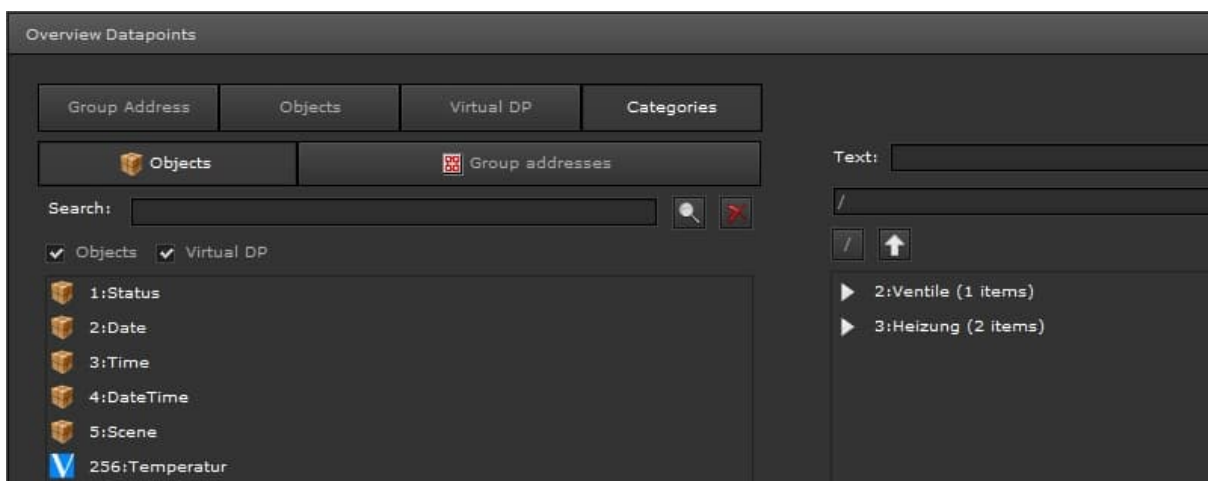 Overview Datapoints
Group Address Objects Virtual DP Categories
Objects Group addresses
Search:
Objects Virtual DP
1:Status
2:Date
3:Time
4:DateTime
5:Scene
256:Temperatur
Text:
/
/
2:Ventile (1 items)
3:Heizung (2 items)